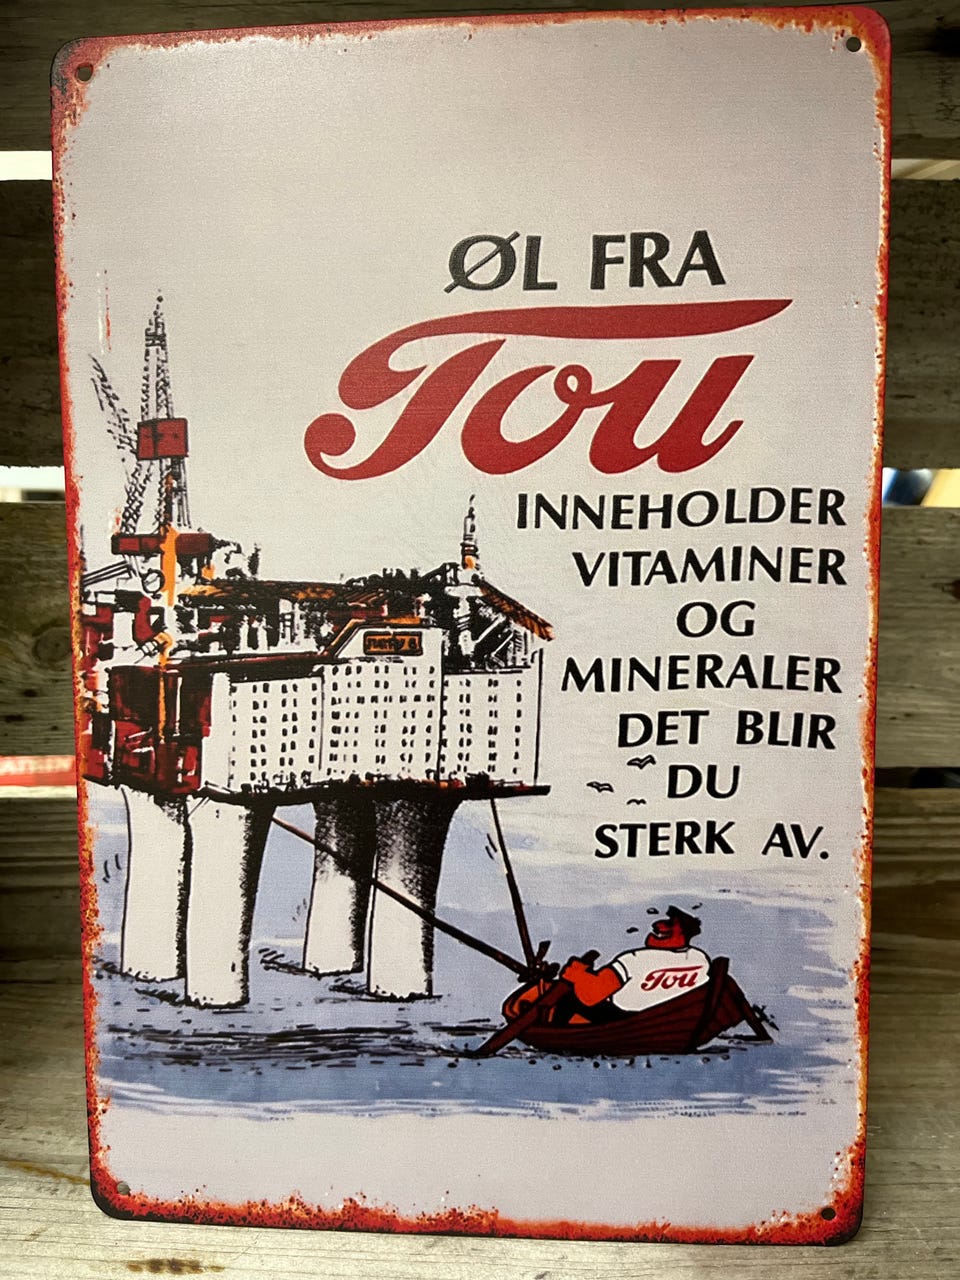 ØL FRA
Tou
INNEHOLDER
VITAMINER
OG
MINERALER
DET BLIR
DU
STERK AV.
Tou